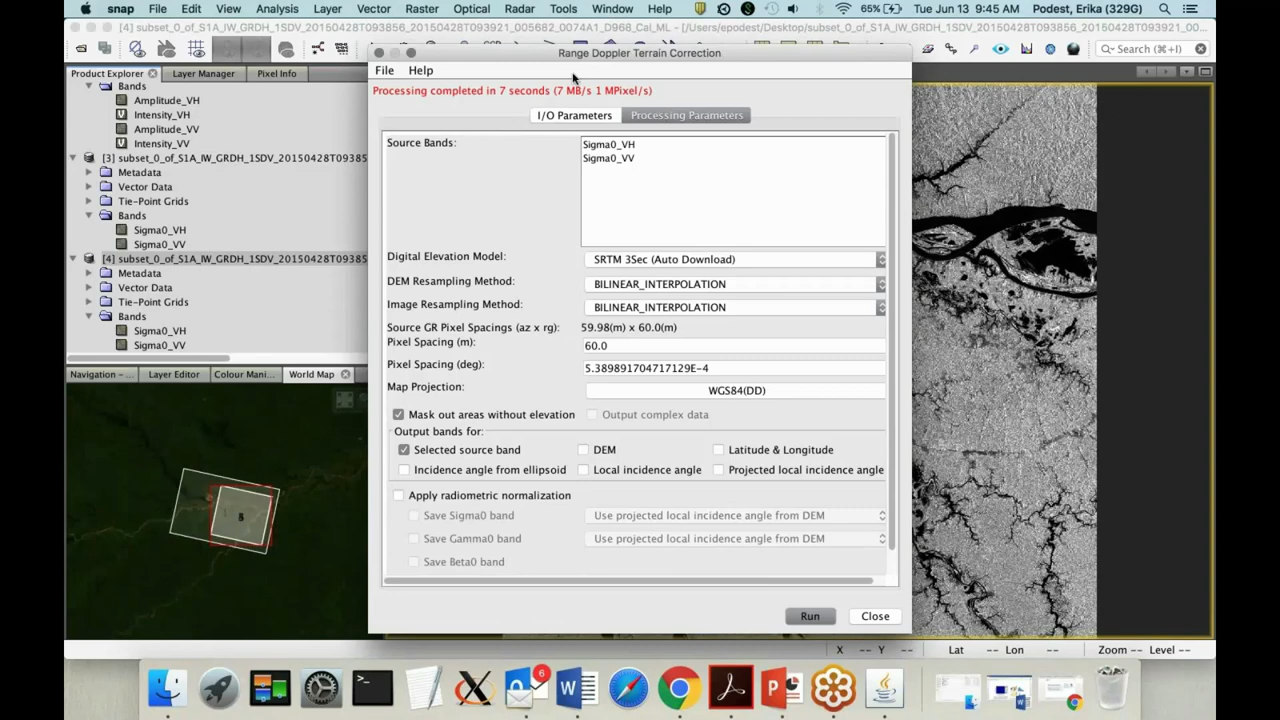 snap File Edit View Analysis Layer Vector Raster Optical Radar Tools Window Help 65% Tue Jun 13 9:45 AM Podest, Erika (329G)
[4] subset_0_of_S1A_IW_GRDH_1SDV_20150428T093921_20150428T093921_005682_0074A1_D968_Cal_ML - [/Users/epodest/Desktop/subset_0_of_S1A_IW_GRDH_1SDV_20150428T093921_2015042...
Search (⌘+I)
Range Doppler Terrain Correction
File Help
Processing completed in 7 seconds (7 MB/s 1 MPixel/s)
I/O Parameters Processing Parameters
Source Bands:
Sigma0_VH
Sigma0_VV
Digital Elevation Model: SRTM 3Sec (Auto Download)
DEM Resampling Method: BILINEAR_INTERPOLATION
Image Resampling Method: BILINEAR_INTERPOLATION
Source GR Pixel Spacings (az x rg): 59.98(m) x 60.0(m)
Pixel Spacing (m): 60.0
Pixel Spacing (deg): 5.389891704717129E-4
Map Projection: WGS84(DD)
Mask out areas without elevation Output complex data
Output bands for:
Selected source band DEM Latitude & Longitude
Incidence angle from ellipsoid Local incidence angle Projected local incidence angle
Apply radiometric normalization
Save Sigma0 band Use projected local incidence angle from DEM
Save Gamma0 band Use projected local incidence angle from DEM
Save Beta0 band
Run Close
Product Explorer Layer Manager Pixel Info
Bands
Amplitude_VH
Intensity_VH
Amplitude_VV
Intensity_VV
[3] subset_0_of_S1A_IW_GRDH_1SDV_20150428T09385
Metadata
Vector Data
Tie-Point Grids
Bands
Sigma0_VH
Sigma0_VV
[4] subset_0_of_S1A_IW_GRDH_1SDV_20150428T09385
Metadata
Vector Data
Tie-Point Grids
Bands
Sigma0_VH
Sigma0_VV
Navigation - ... Layer Editor Colour Mani... World Map
X -- Y -- Lat -- Lon -- Zoom -- Level --
6